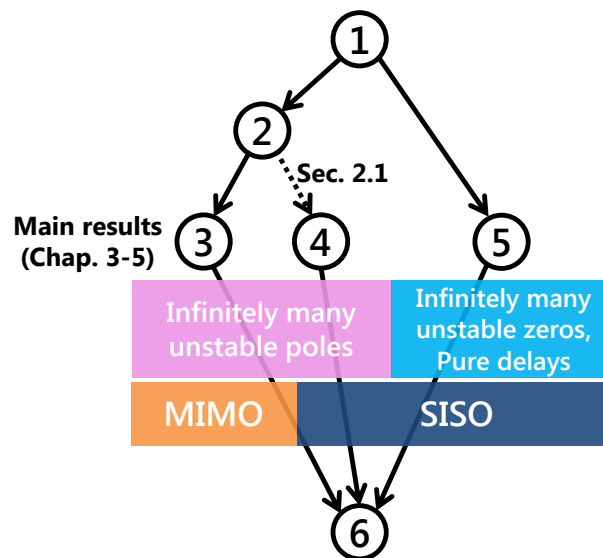 1
2
Sec. 2.1
Main results
(Chap. 3-5)
3
4
5
Infinitely many
unstable poles
Infinitely many
unstable zeros,
Pure delays
MIMO
SISO
6